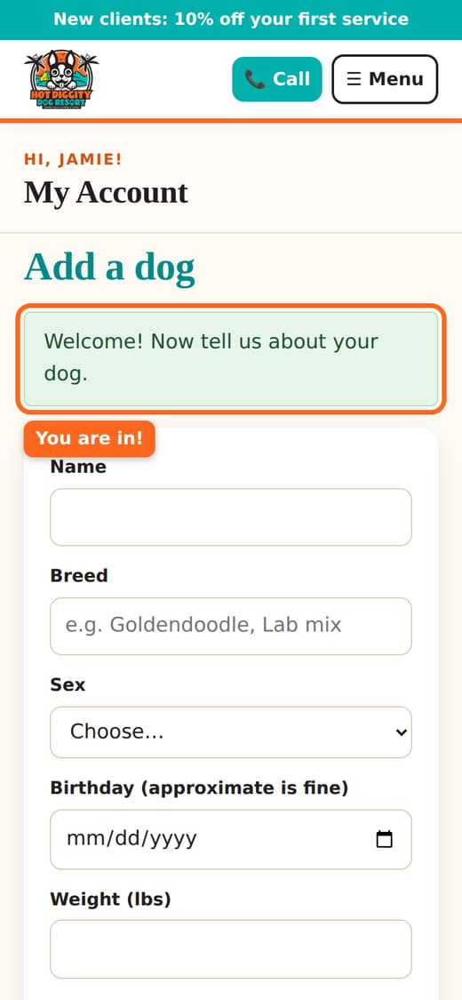 New clients: 10% off your first service
HOT DIGGITY
DOG RESORT
📞 Call
☰ Menu
HI, JAMIE!
My Account
Add a dog
Welcome! Now tell us about your
dog.
You are in!
Name
Breed
e.g. Goldendoodle, Lab mix
Sex
Choose...
Birthday (approximate is fine)
mm/dd/yyyy
Weight (lbs)